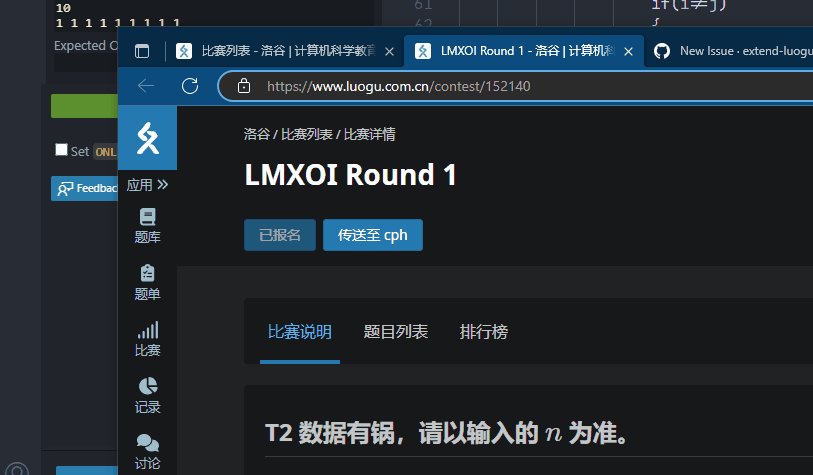 10
1 1 1 1 1 1 1 1 1
Expected O
Set ONL
Feedbac
61
if(i≠j)
62
{
比赛列表 - 洛谷 | 计算机科学教育
LMXOI Round 1 - 洛谷 | 计算机科
New Issue · extend-luogu
https://www.luogu.com.cn/contest/152140
应用
题库
题单
比赛
记录
讨论
洛谷 / 比赛列表 / 比赛详情
LMXOI Round 1
已报名
传送至 cph
比赛说明
题目列表
排行榜
T2 数据有锅，请以输入的 n 为准。